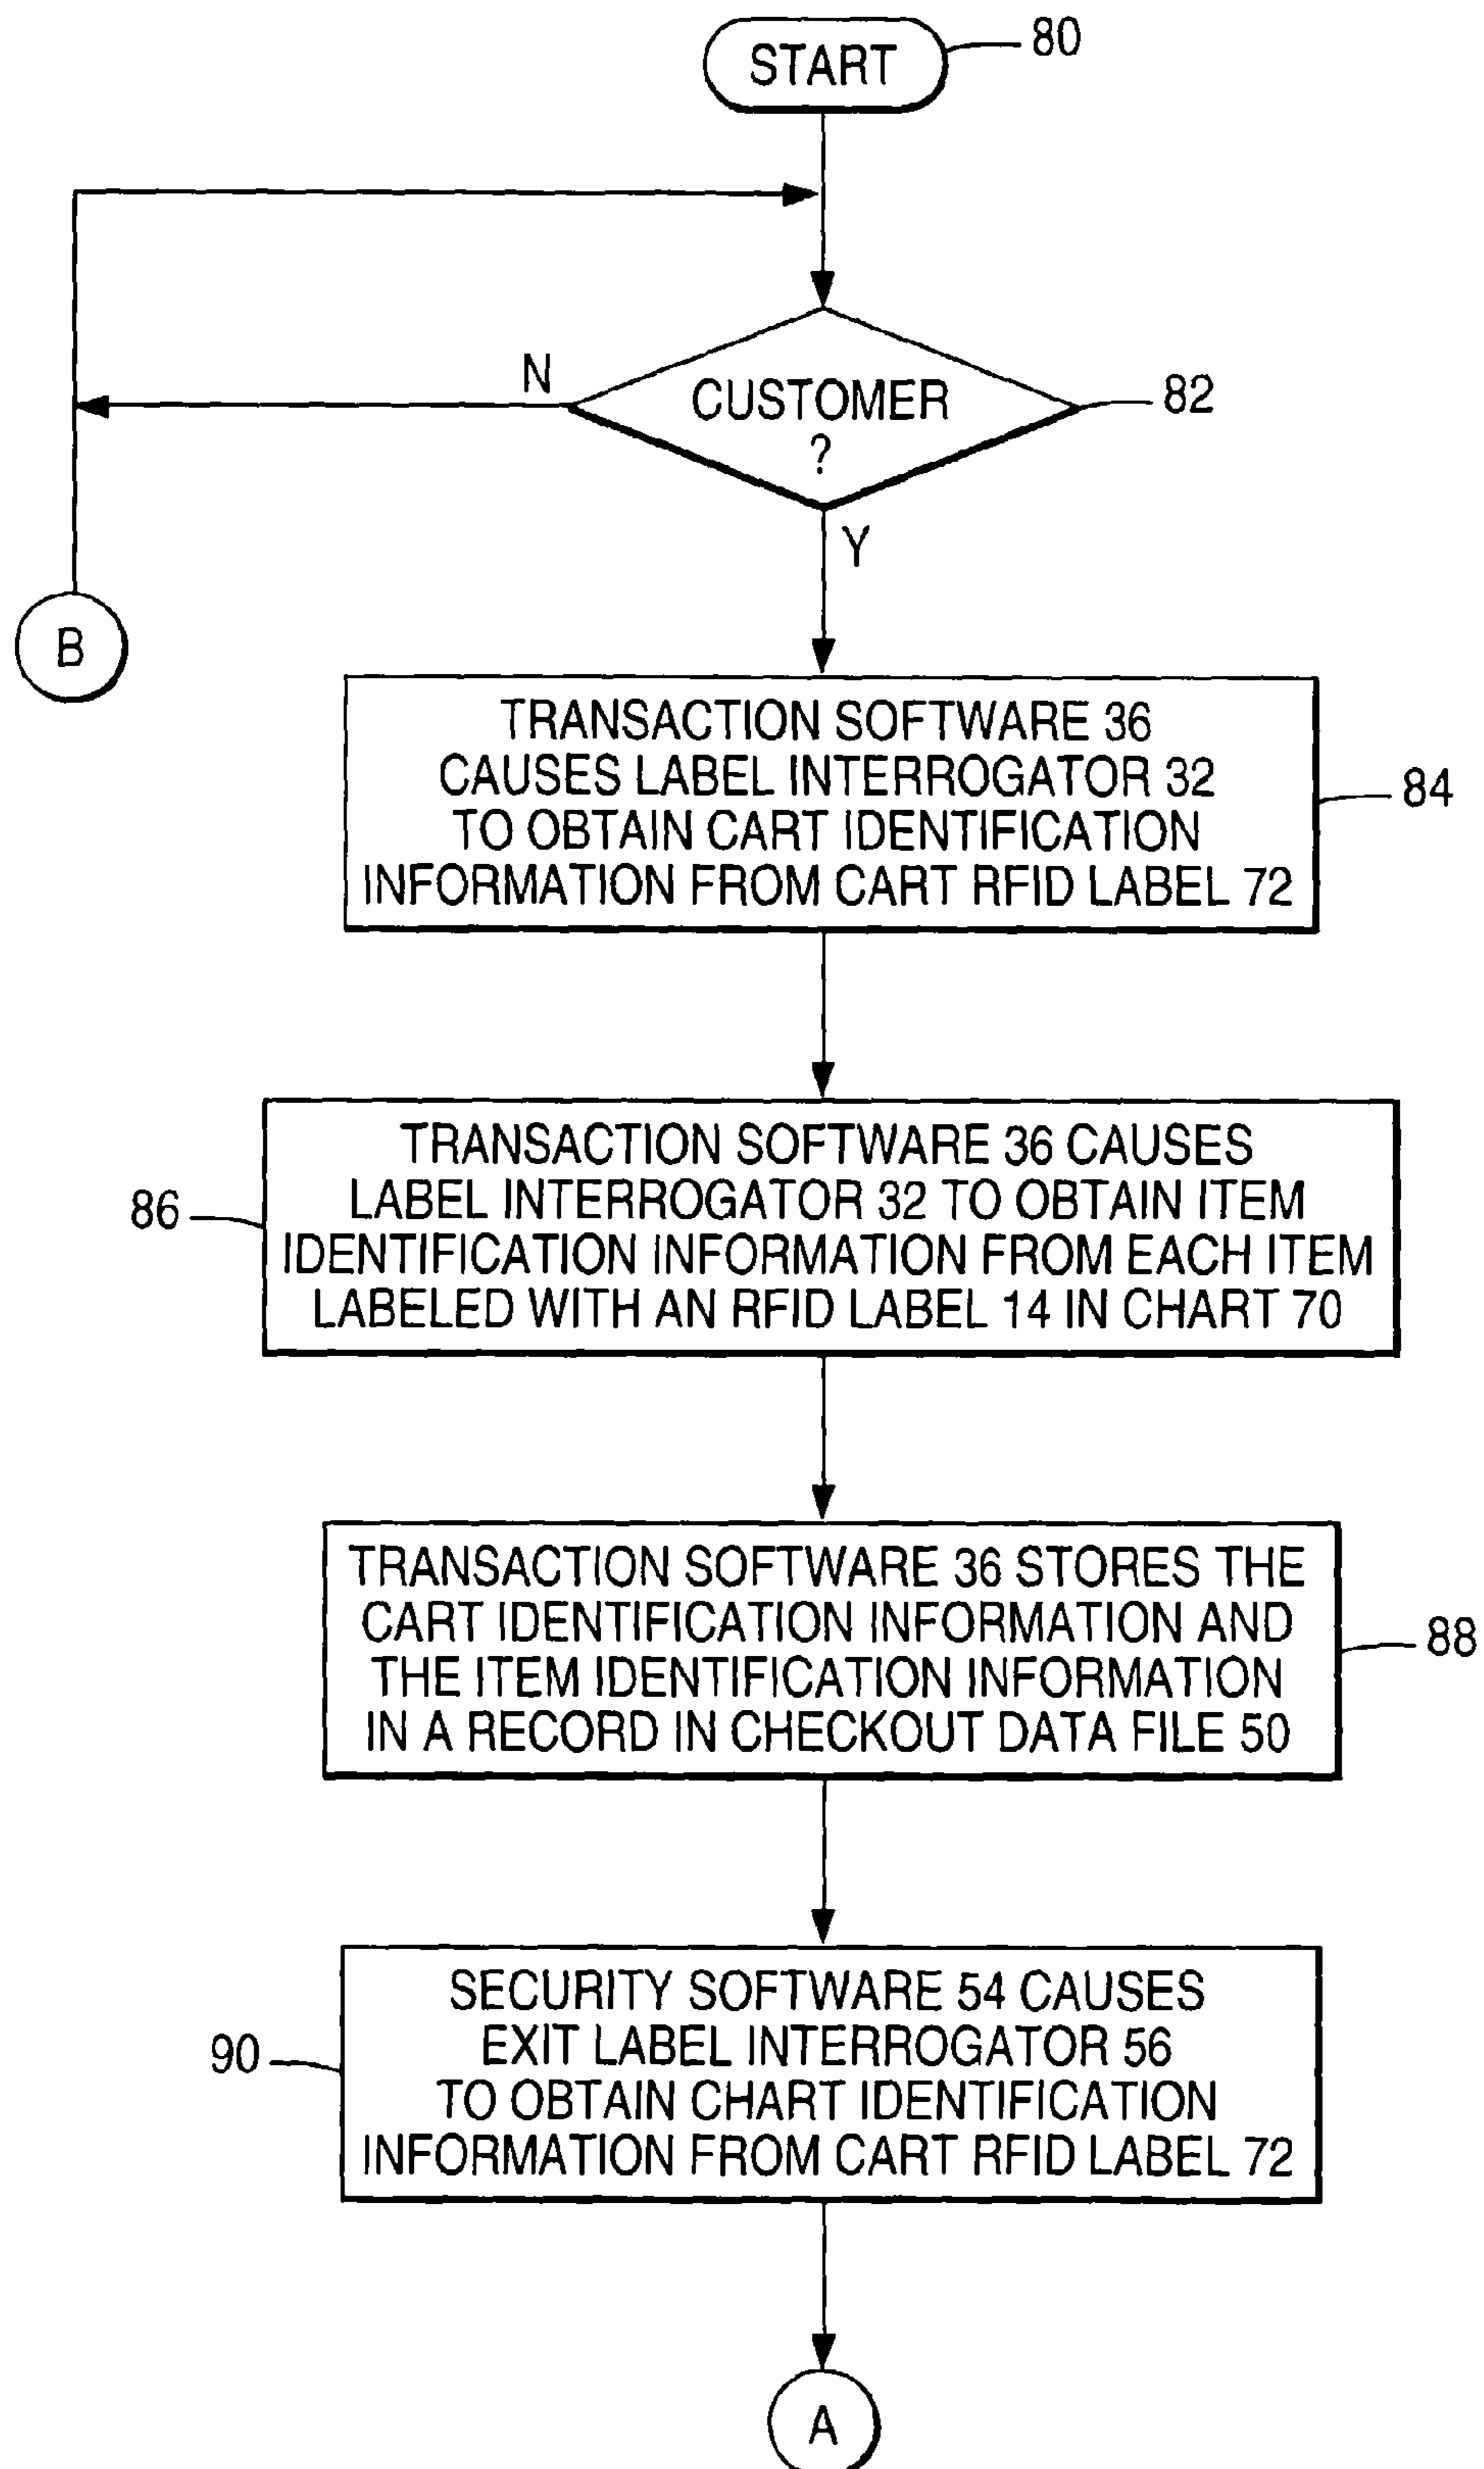 START
80
N
CUSTOMER
?
82
Y
B
TRANSACTION SOFTWARE 36
CAUSES LABEL INTERROGATOR 32
TO OBTAIN CART IDENTIFICATION
INFORMATION FROM CART RFID LABEL 72
84
86
TRANSACTION SOFTWARE 36 CAUSES
LABEL INTERROGATOR 32 TO OBTAIN ITEM
IDENTIFICATION INFORMATION FROM EACH ITEM
LABELED WITH AN RFID LABEL 14 IN CHART 70
TRANSACTION SOFTWARE 36 STORES THE
CART IDENTIFICATION INFORMATION AND
THE ITEM IDENTIFICATION INFORMATION
IN A RECORD IN CHECKOUT DATA FILE 50
88
90
SECURITY SOFTWARE 54 CAUSES
EXIT LABEL INTERROGATOR 56
TO OBTAIN CHART IDENTIFICATION
INFORMATION FROM CART RFID LABEL 72
A